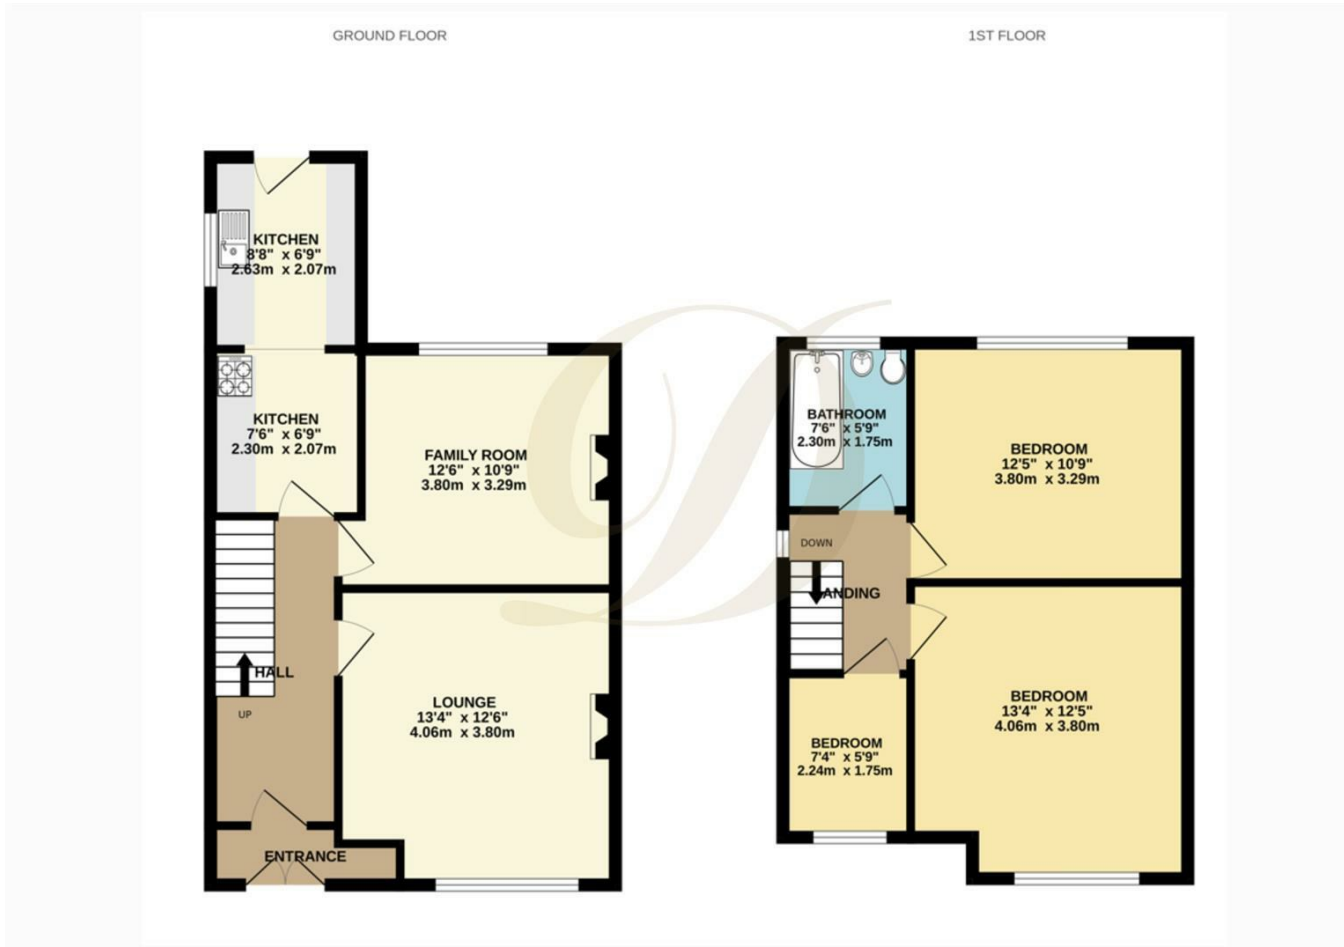 GROUND FLOOR
1ST FLOOR
KITCHEN
8'8" x 6'9"
2.63m x 2.07m
KITCHEN
7'6" x 6'9"
2.30m x 2.07m
FAMILY ROOM
12'6" x 10'9"
3.80m x 3.29m
HALL
UP
LOUNGE
13'4" x 12'6"
4.06m x 3.80m
ENTRANCE
BATHROOM
7'6" x 5'9"
2.30m x 1.75m
BEDROOM
12'5" x 10'9"
3.80m x 3.29m
DOWN
ANDING
BEDROOM
13'4" x 12'5"
4.06m x 3.80m
BEDROOM
7'4" x 5'9"
2.24m x 1.75m
D